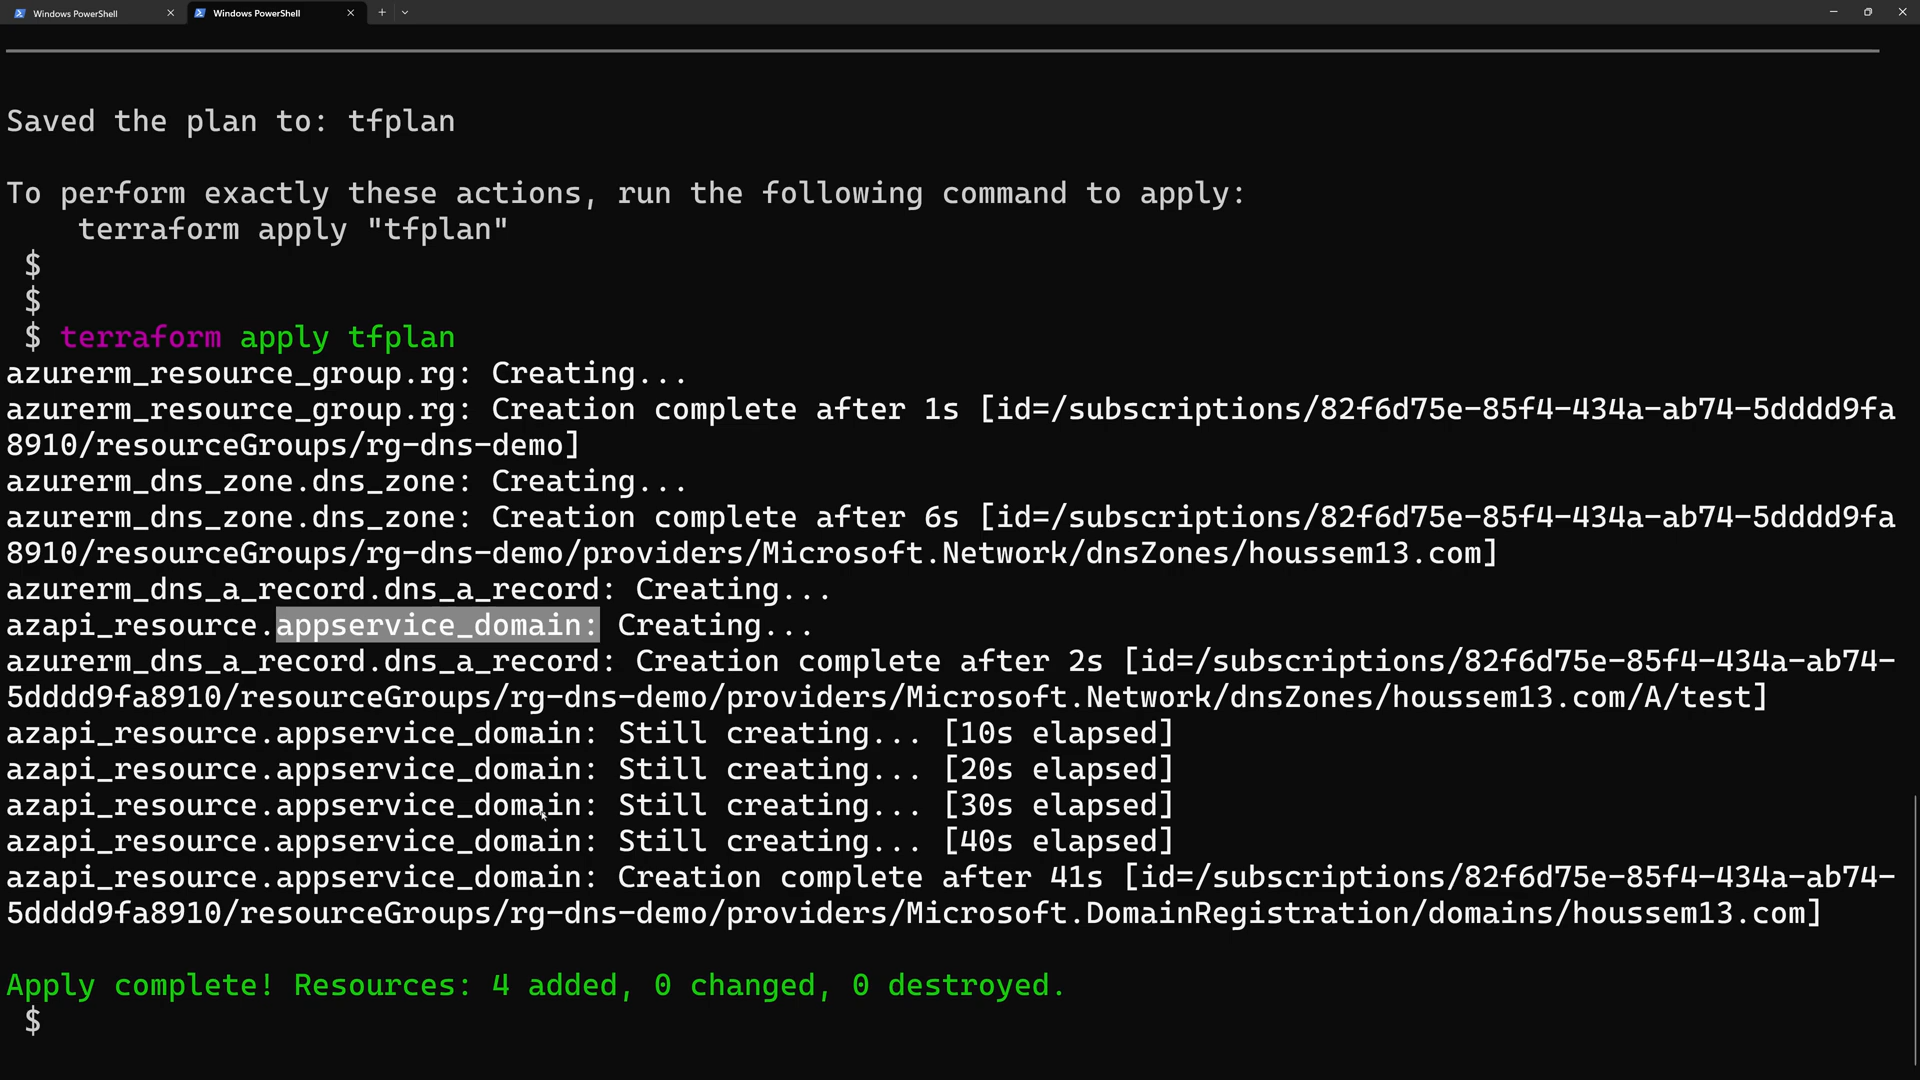 Windows PowerShell
Windows PowerShell
Saved the plan to: tfplan
To perform exactly these actions, run the following command to apply:
terraform apply "tfplan"
$
$
$ terraform apply tfplan
azurerm_resource_group.rg: Creating...
azurerm_resource_group.rg: Creation complete after 1s [id=/subscriptions/82f6d75e-85f4-434a-ab74-5dddd9fa
8910/resourceGroups/rg-dns-demo]
azurerm_dns_zone.dns_zone: Creating...
azurerm_dns_zone.dns_zone: Creation complete after 6s [id=/subscriptions/82f6d75e-85f4-434a-ab74-5dddd9fa
8910/resourceGroups/rg-dns-demo/providers/Microsoft.Network/dnsZones/houssem13.com]
azurerm_dns_a_record.dns_a_record: Creating...
azapi_resource.appservice_domain: Creating...
azurerm_dns_a_record.dns_a_record: Creation complete after 2s [id=/subscriptions/82f6d75e-85f4-434a-ab74-
5dddd9fa8910/resourceGroups/rg-dns-demo/providers/Microsoft.Network/dnsZones/houssem13.com/A/test]
azapi_resource.appservice_domain: Still creating... [10s elapsed]
azapi_resource.appservice_domain: Still creating... [20s elapsed]
azapi_resource.appservice_domain: Still creating... [30s elapsed]
azapi_resource.appservice_domain: Still creating... [40s elapsed]
azapi_resource.appservice_domain: Creation complete after 41s [id=/subscriptions/82f6d75e-85f4-434a-ab74-
5dddd9fa8910/resourceGroups/rg-dns-demo/providers/Microsoft.DomainRegistration/domains/houssem13.com]
Apply complete! Resources: 4 added, 0 changed, 0 destroyed.
$